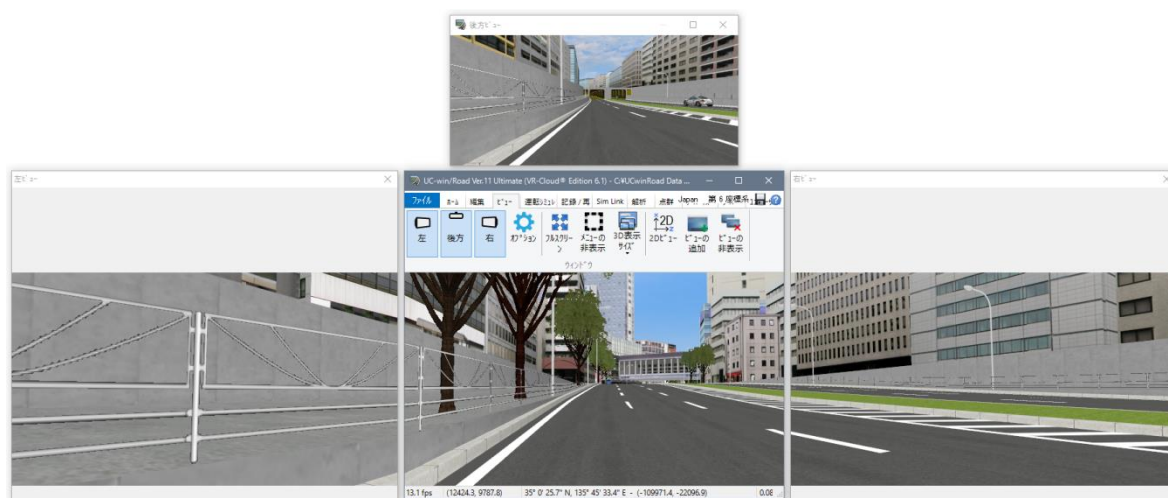 後方ﾋﾞｭｰ
左ﾋﾞｭｰ
UC-win/Road Ver.11 Ultimate (VR-Cloud® Edition 6.1) - C:¥UCwinRoad Data ...
右ﾋﾞｭｰ
ファイル ﾎｰﾑ 編集 ﾋﾞｭｰ 運転ｼﾐｭﾚ 記録 / 再 Sim Link 解析 点群 Japan 第 6 座標系
左 後方 右 ｵﾌﾟｼｮﾝ ﾌﾙｽｸﾘｰﾝ ﾒﾆｭｰの非表示 3D表示ｻｲｽﾞ 2Dﾋﾞｭｰ ﾋﾞｭｰの追加 ﾋﾞｭｰの非表示
ｳｨﾝﾄﾞｳ
13.1 fps (12424.3, 9787.8) 35° 0' 25.7" N, 135° 45' 33.4" E - (-109971.4, -22096.9) 0.08